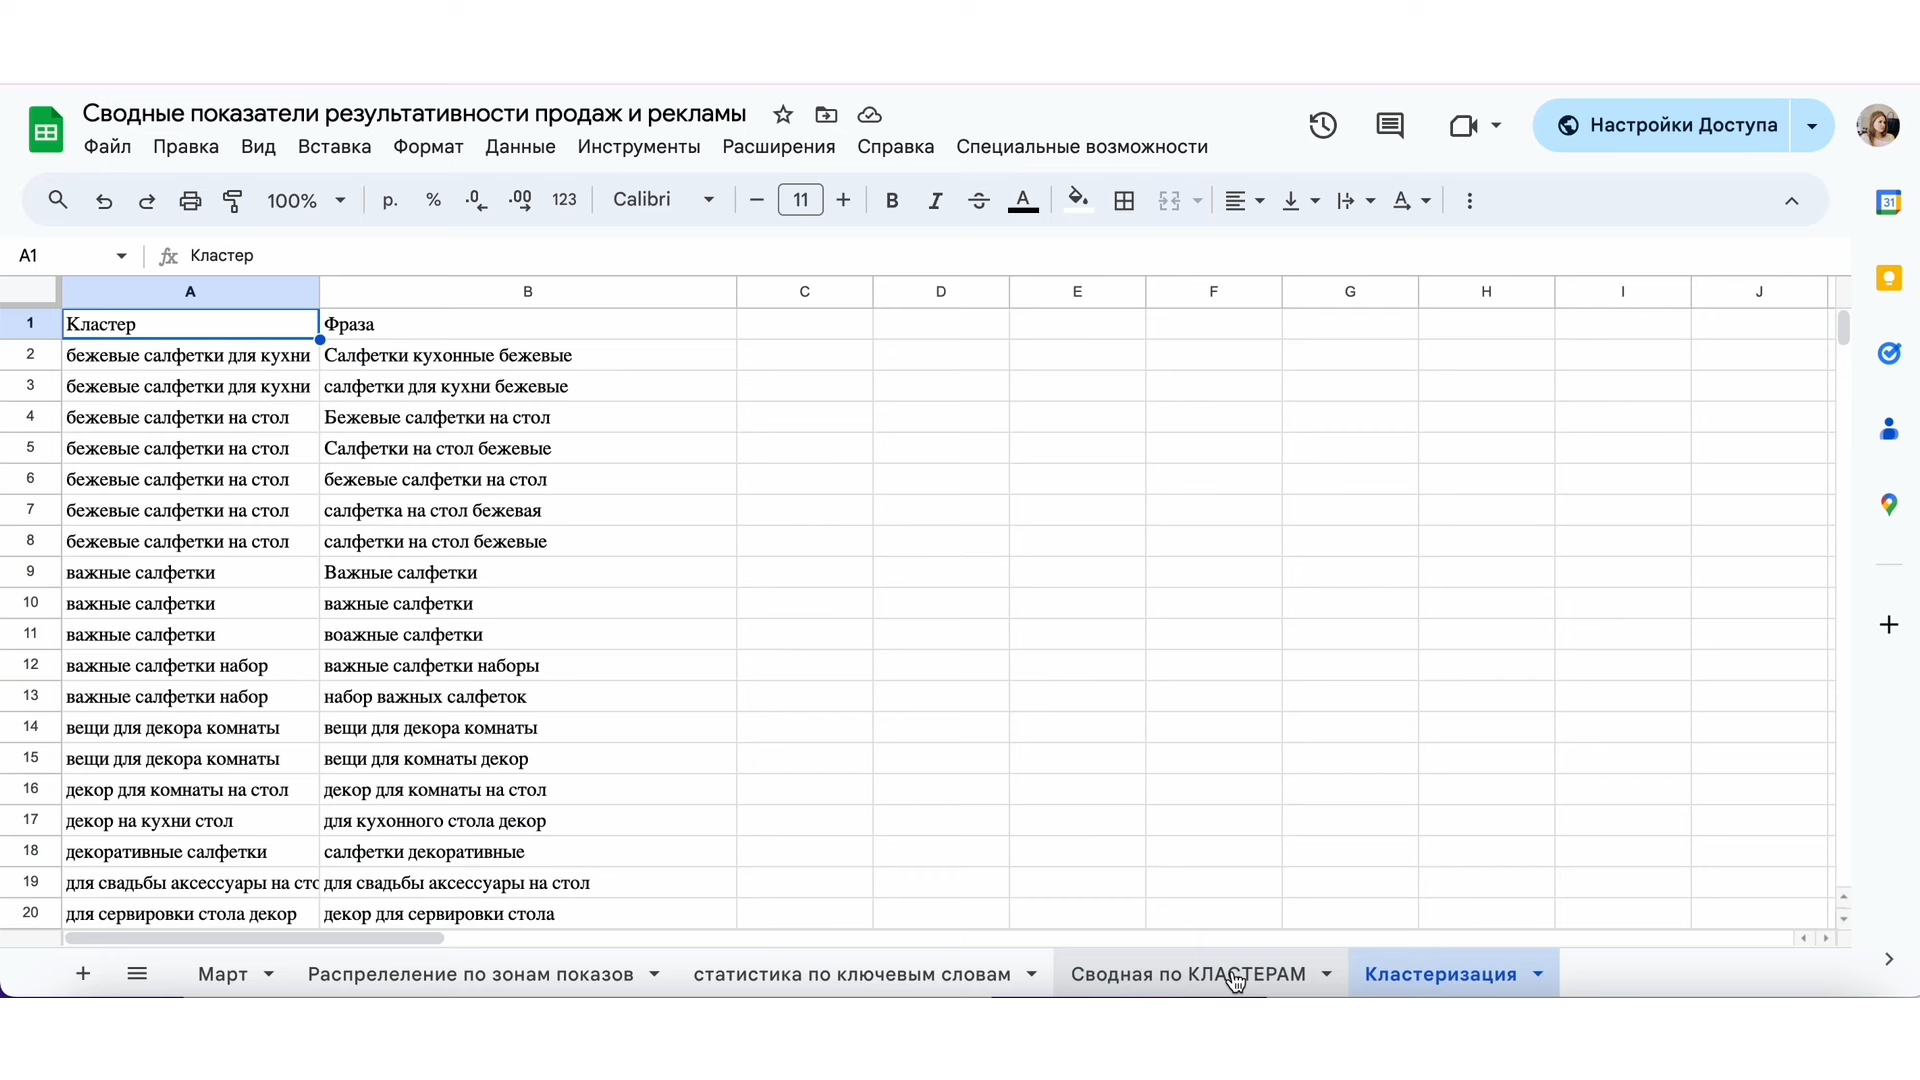 Сводные показатели результативности продаж и рекламы
Файл Правка Вид Вставка Формат Данные Инструменты Расширения Справка Специальные возможности
Настройки Доступа
100% р. % .0 .00 123 Calibri 11 B I A
31
A1 fx Кластер
A B C D E F G H I J
1 Кластер Фраза
2 бежевые салфетки для кухни Салфетки кухонные бежевые
3 бежевые салфетки для кухни салфетки для кухни бежевые
4 бежевые салфетки на стол Бежевые салфетки на стол
5 бежевые салфетки на стол Салфетки на стол бежевые
6 бежевые салфетки на стол бежевые салфетки на стол
7 бежевые салфетки на стол салфетка на стол бежевая
8 бежевые салфетки на стол салфетки на стол бежевые
9 важные салфетки Важные салфетки
10 важные салфетки важные салфетки
11 важные салфетки воажные салфетки
12 важные салфетки набор важные салфетки наборы
13 важные салфетки набор набор важных салфеток
14 вещи для декора комнаты вещи для декора комнаты
15 вещи для декора комнаты вещи для комнаты декор
16 декор для комнаты на стол декор для комнаты на стол
17 декор на кухни стол для кухонного стола декор
18 декоративные салфетки салфетки декоративные
19 для свадьбы аксессуары на сто для свадьбы аксессуары на стол
20 для сервировки стола декор декор для сервировки стола
Март Распрелеление по зонам показов статистика по ключевым словам Сводная по КЛАСТЕРАМ Кластеризация